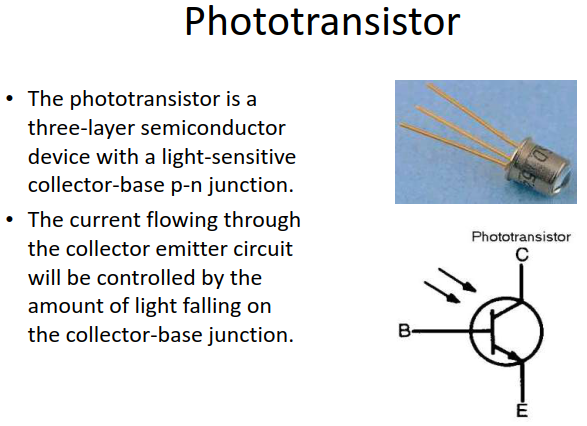 Phototransistor
• The phototransistor is a
three-layer semiconductor
device with a light-sensitive
collector-base p-n junction.
• The current flowing through
the collector emitter circuit
will be controlled by the
amount of light falling on
the collector-base junction.
Phototransistor
C
B
E